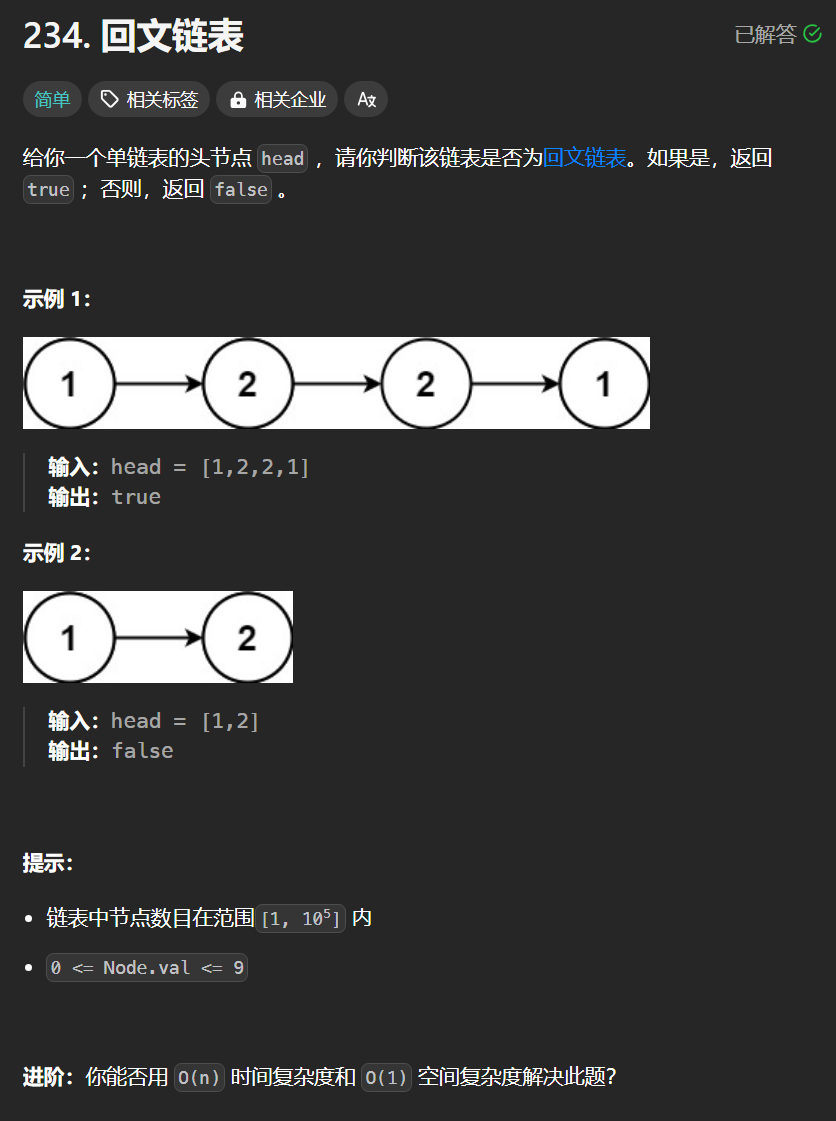 234. 回文链表
已解答
简单 相关标签 相关企业
给你一个单链表的头节点 head ，请你判断该链表是否为回文链表。如果是，返回
true ；否则，返回 false 。
示例 1：
1 2 2 1
输入：head = [1,2,2,1]
输出：true
示例 2：
1 2
输入：head = [1,2]
输出：false
提示：
• 链表中节点数目在范围[1, 10⁵] 内
• 0 <= Node.val <= 9
进阶：你能否用 O(n) 时间复杂度和 O(1) 空间复杂度解决此题？